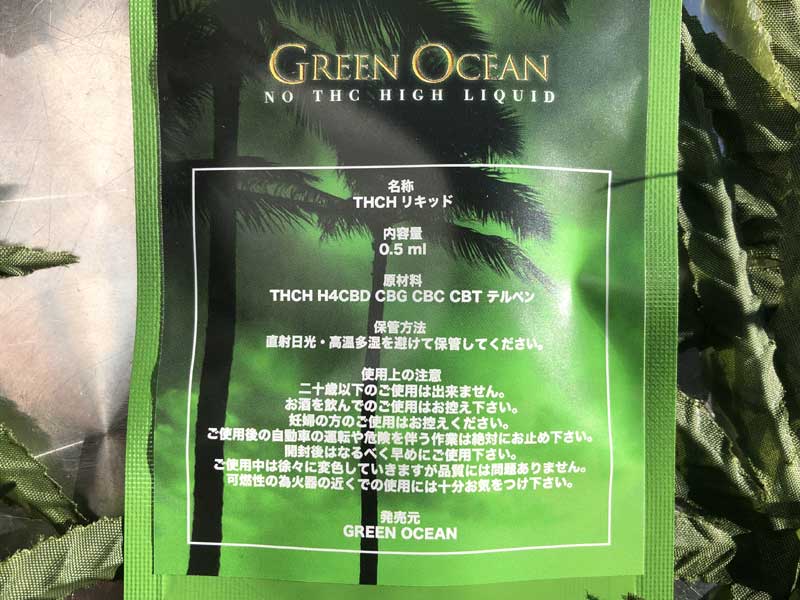 GREEN OCEAN
NO THC HIGH LIQUID
名称
THCH リキッド
内容量
0.5 ml
原材料
THCH H4CBD CBG CBC CBT テルペン
保管方法
直射日光・高温多湿を避けて保管してください。
使用上の注意
二十歳以下のご使用は出来ません。
お酒を飲んでのご使用はお控え下さい。
妊婦の方のご使用はお控えください。
ご使用後の自動車の運転や危険を伴う作業は絶対にお止め下さい。
開封後はなるべく早めにご使用下さい。
ご使用中は徐々に変色していきますが品質には問題ありません。
可燃性の為火器の近くでの使用には十分お気をつけ下さい。
発売元
GREEN OCEAN